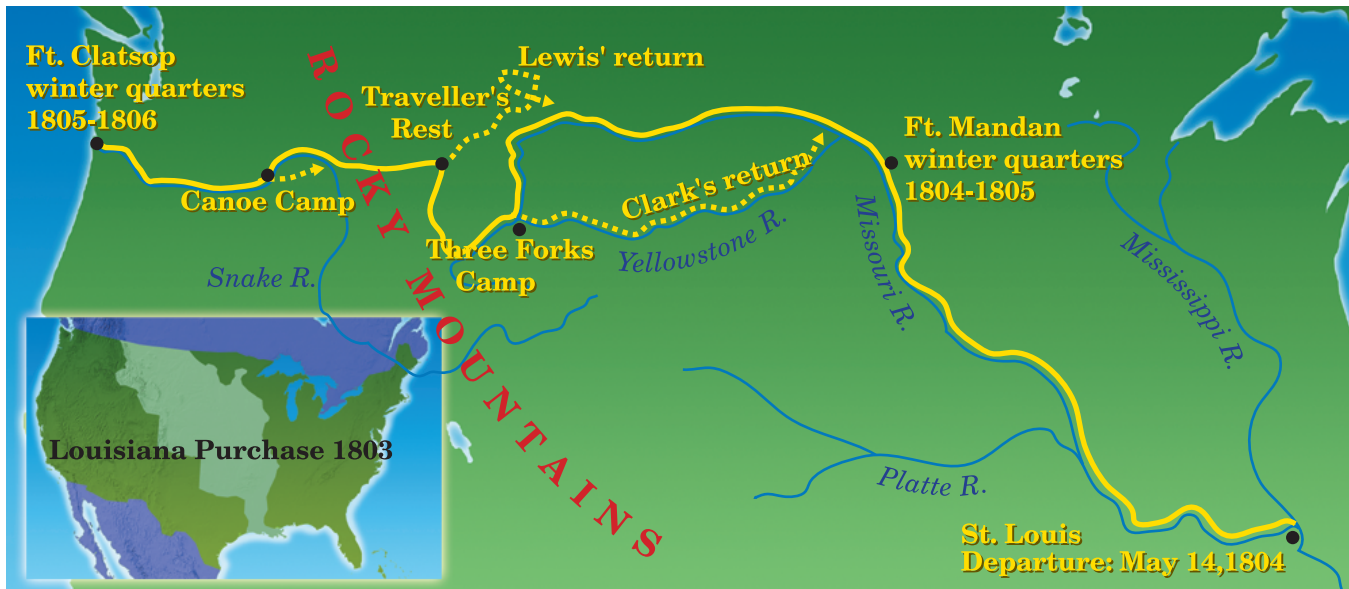 Ft. Clatsop
winter quarters
1805-1806
Lewis' return
Traveller's
Rest
Ft. Mandan
winter quarters
1804-1805
Canoe Camp
Clark's return
Three Forks
Camp
Snake R.
Yellowstone R.
Missouri R.
Mississippi R.
ROCKY MOUNTAINS
Louisiana Purchase 1803
Platte R.
St. Louis
Departure: May 14,1804